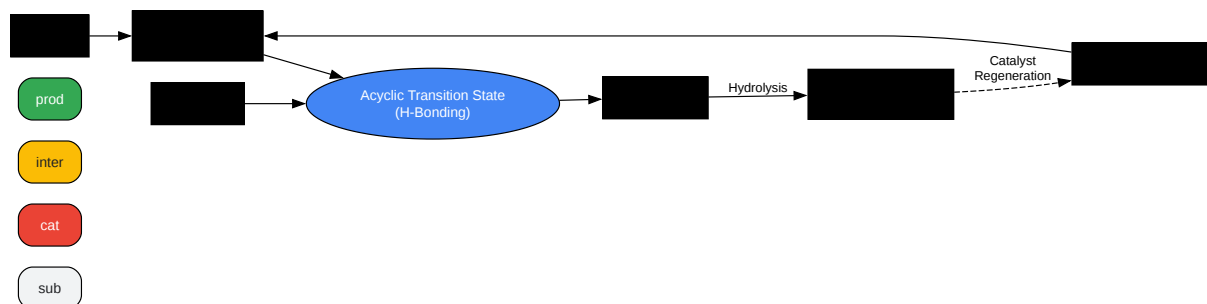 Catalyst
Regeneration
Hydrolysis
Acyclic Transition State
(H-Bonding)
prod
inter
cat
sub